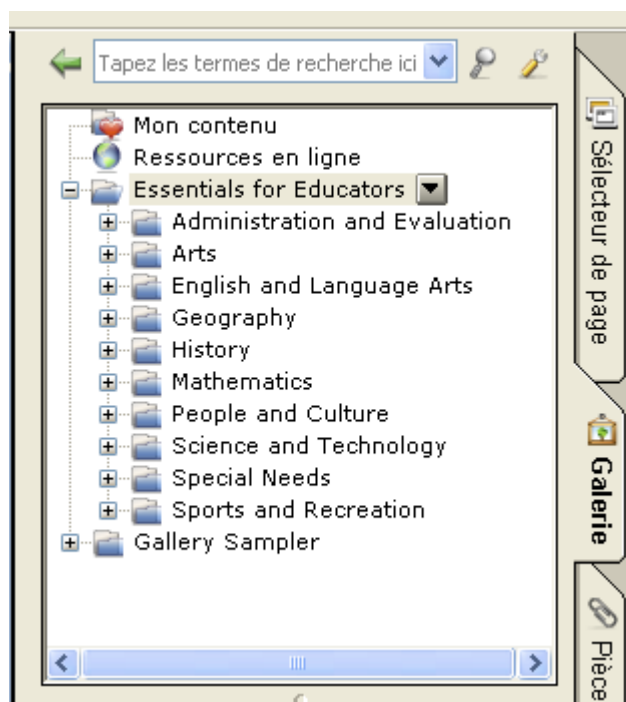 Tapez les termes de recherche ici
Mon contenu
Ressources en ligne
Essentials for Educators
Administration and Evaluation
Arts
English and Language Arts
Geography
History
Mathematics
People and Culture
Science and Technology
Special Needs
Sports and Recreation
Gallery Sampler
Sélecteur de page
Galerie
Pièce